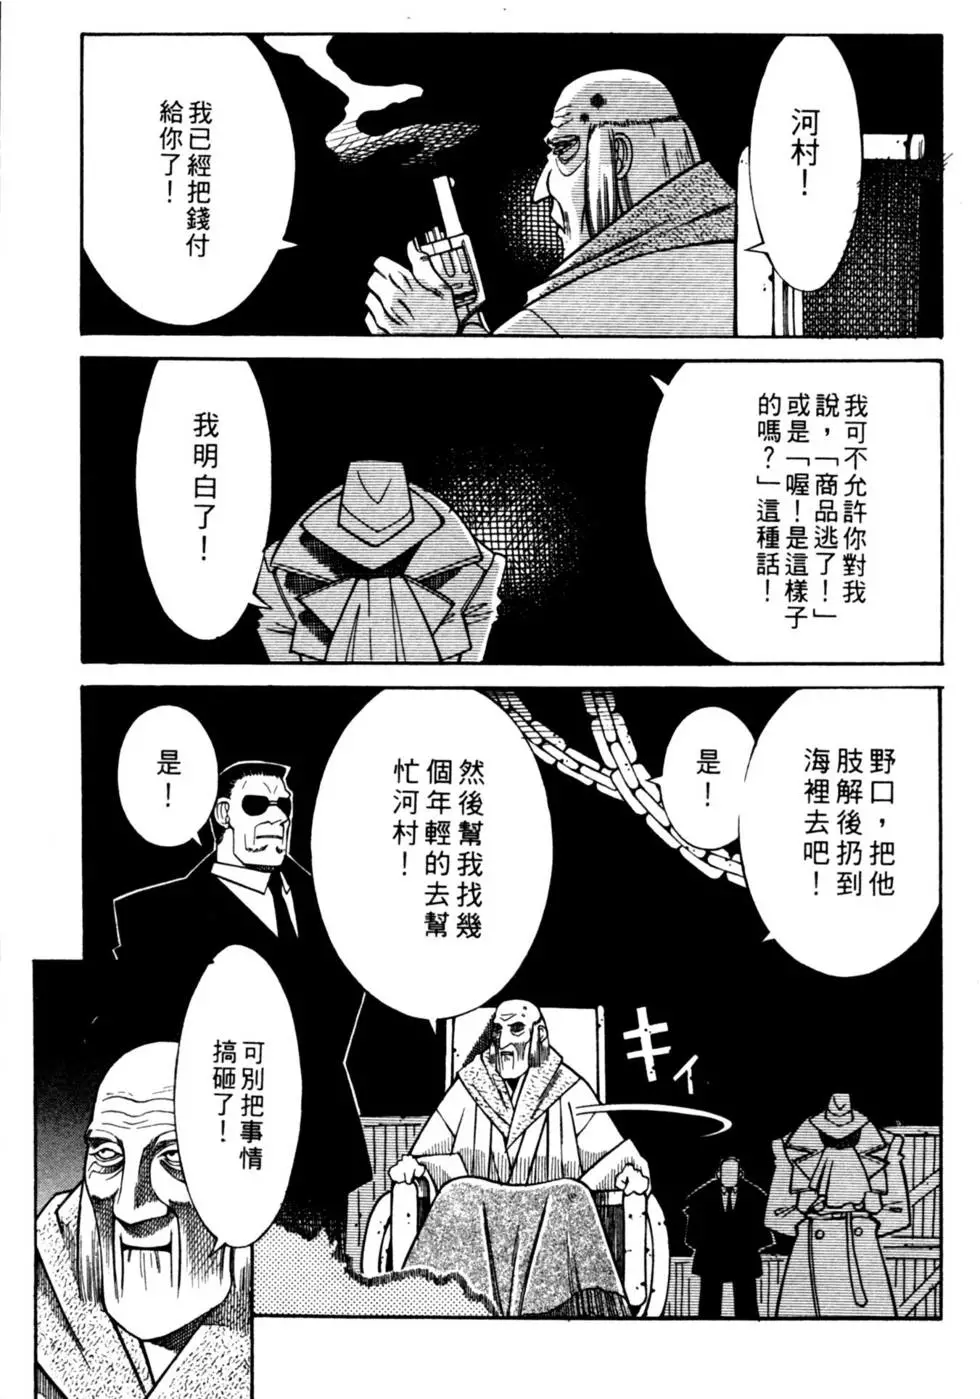 河村！
我已經把錢付
給你了！
我可不允許你對我
說，「商品逃了！」
或是「喔！是這樣子
的嗎？」這種話！
我明白了！
野口，把他
肢解後扔到
海裡去吧！
是！
然後幫我找幾
個年輕的去幫
忙河村！
是！
キィ
可別把事情
搞砸了！